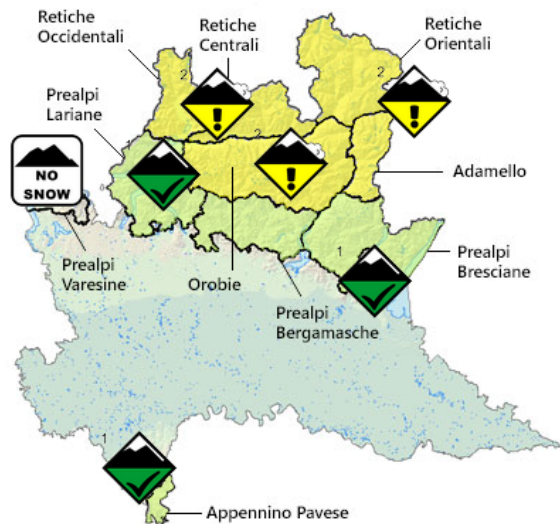 Retiche
Occidentali
Retiche
Centrali
Retiche
Orientali
2
2
2
Prealpi
Lariane
1
NO
SNOW
Adamello
Prealpi
Varesine
Orobie
Prealpi
Bergamasche
1
Prealpi
Bresciane
1
Appennino Pavese